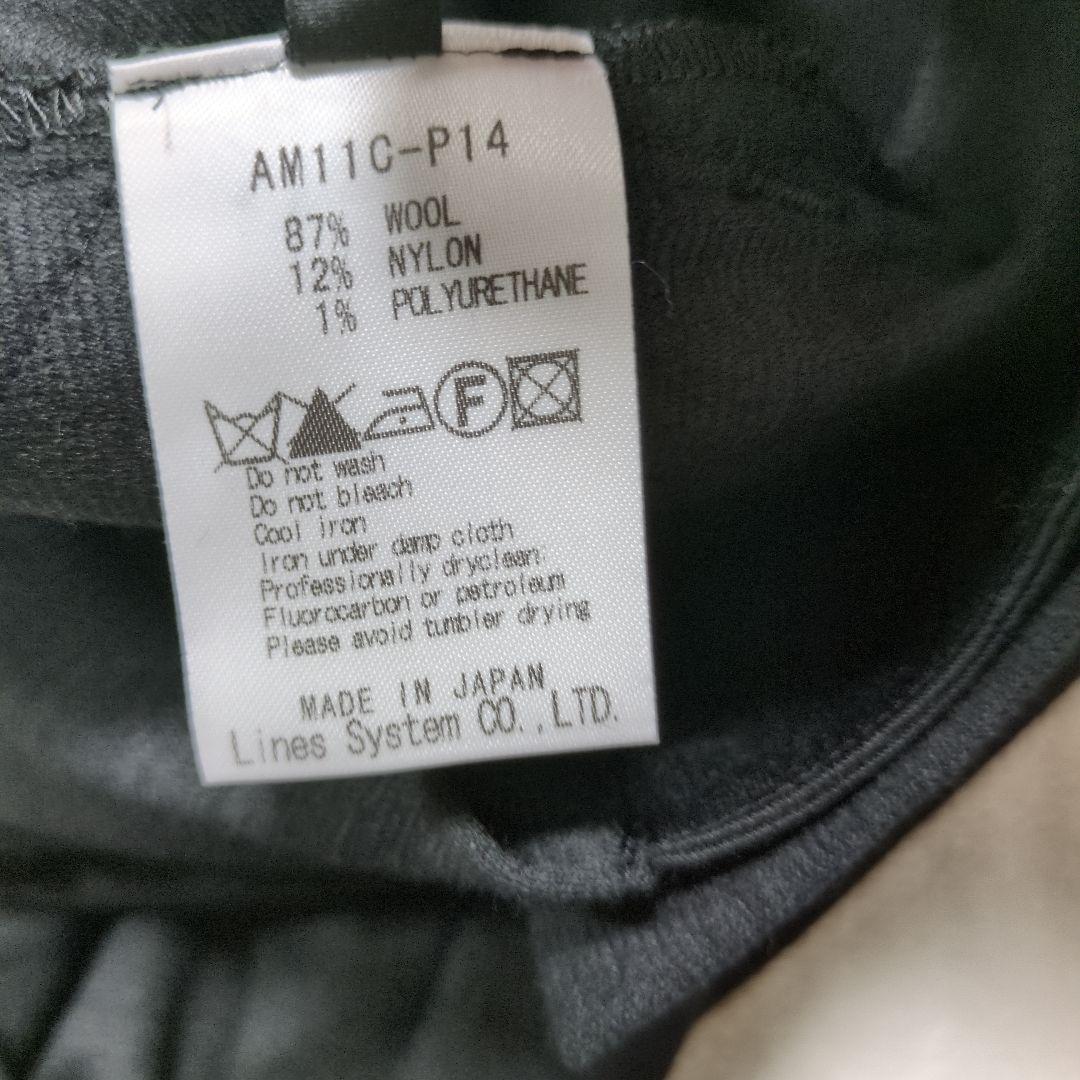 AM11C-P14
87% WOOL
12% NYLON
1% POLYURETHANE
F
Do not wash
Do not bleach
Cool iron
Iron under damp cloth
Professionally dryclean.
Fluorocarbon or petroleum
Please avoid tumbler drying
MADE IN JAPAN
Lines System CO.,LTD.